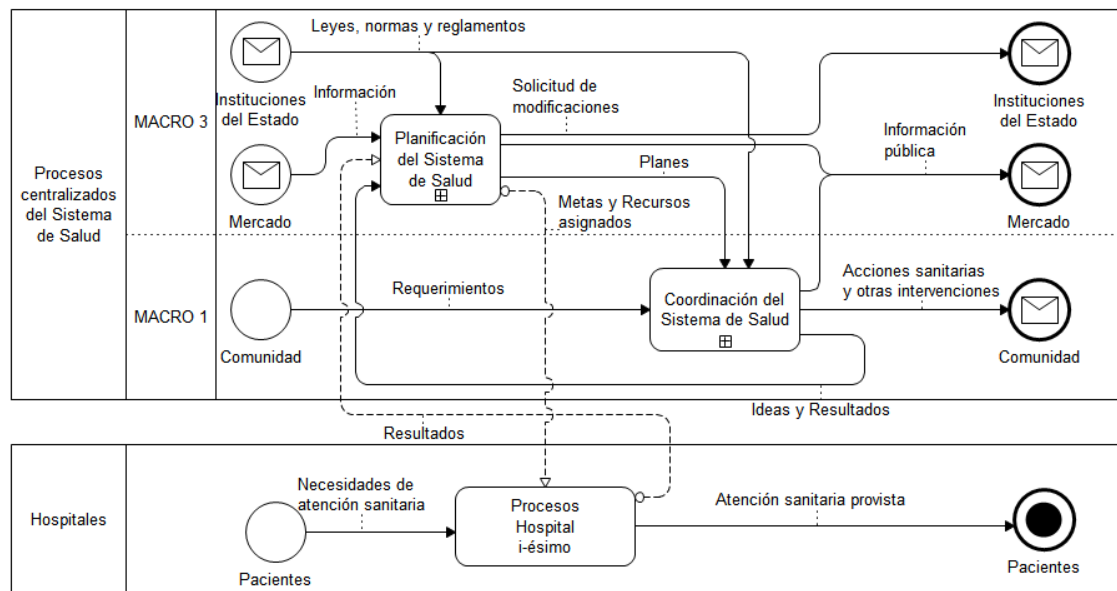 Leyes, normas y reglamentos
Instituciones
del Estado
Información
Solicitud de
modificaciones
MACRO 3
Planificación
del Sistema
de Salud
Instituciones
del Estado
Información
pública
Planes
Procesos
centralizados
del Sistema
de Salud
Mercado
Metas y Recursos
asignados
Mercado
Requerimientos
Acciones sanitarias
y otras intervenciones
MACRO 1
Coordinación del
Sistema de Salud
Comunidad
Comunidad
Ideas y Resultados
Resultados
Hospitales
Necesidades de
atención sanitaria
Procesos
Hospital
i-ésimo
Atención sanitaria provista
Pacientes
Pacientes